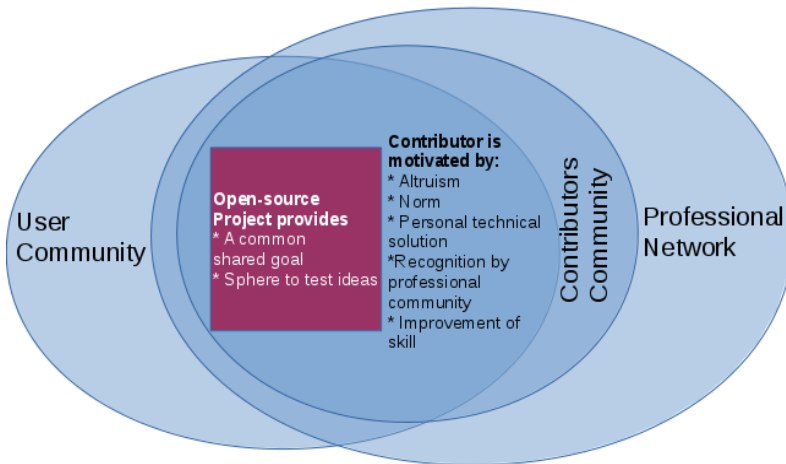 User
Community
Open-source
Project provides
* A common
shared goal
* Sphere to test ideas
Contributor is
motivated by:
* Altruism
* Norm
* Personal technical
solution
*Recognition by
professional
community
* Improvement of
skill
Contributors
Community
Professional
Network